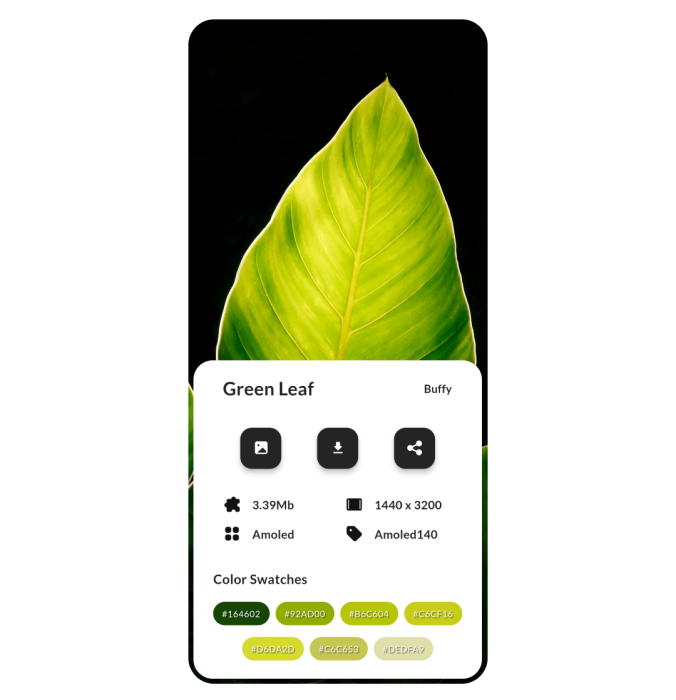 Green Leaf Buffy
3.39Mb 1440 x 3200
Amoled Amoled140
Color Swatches
#164602 #92AD00 #B6C604 #C6CF16
#D6DA2D #C6C653 #DEDFA9